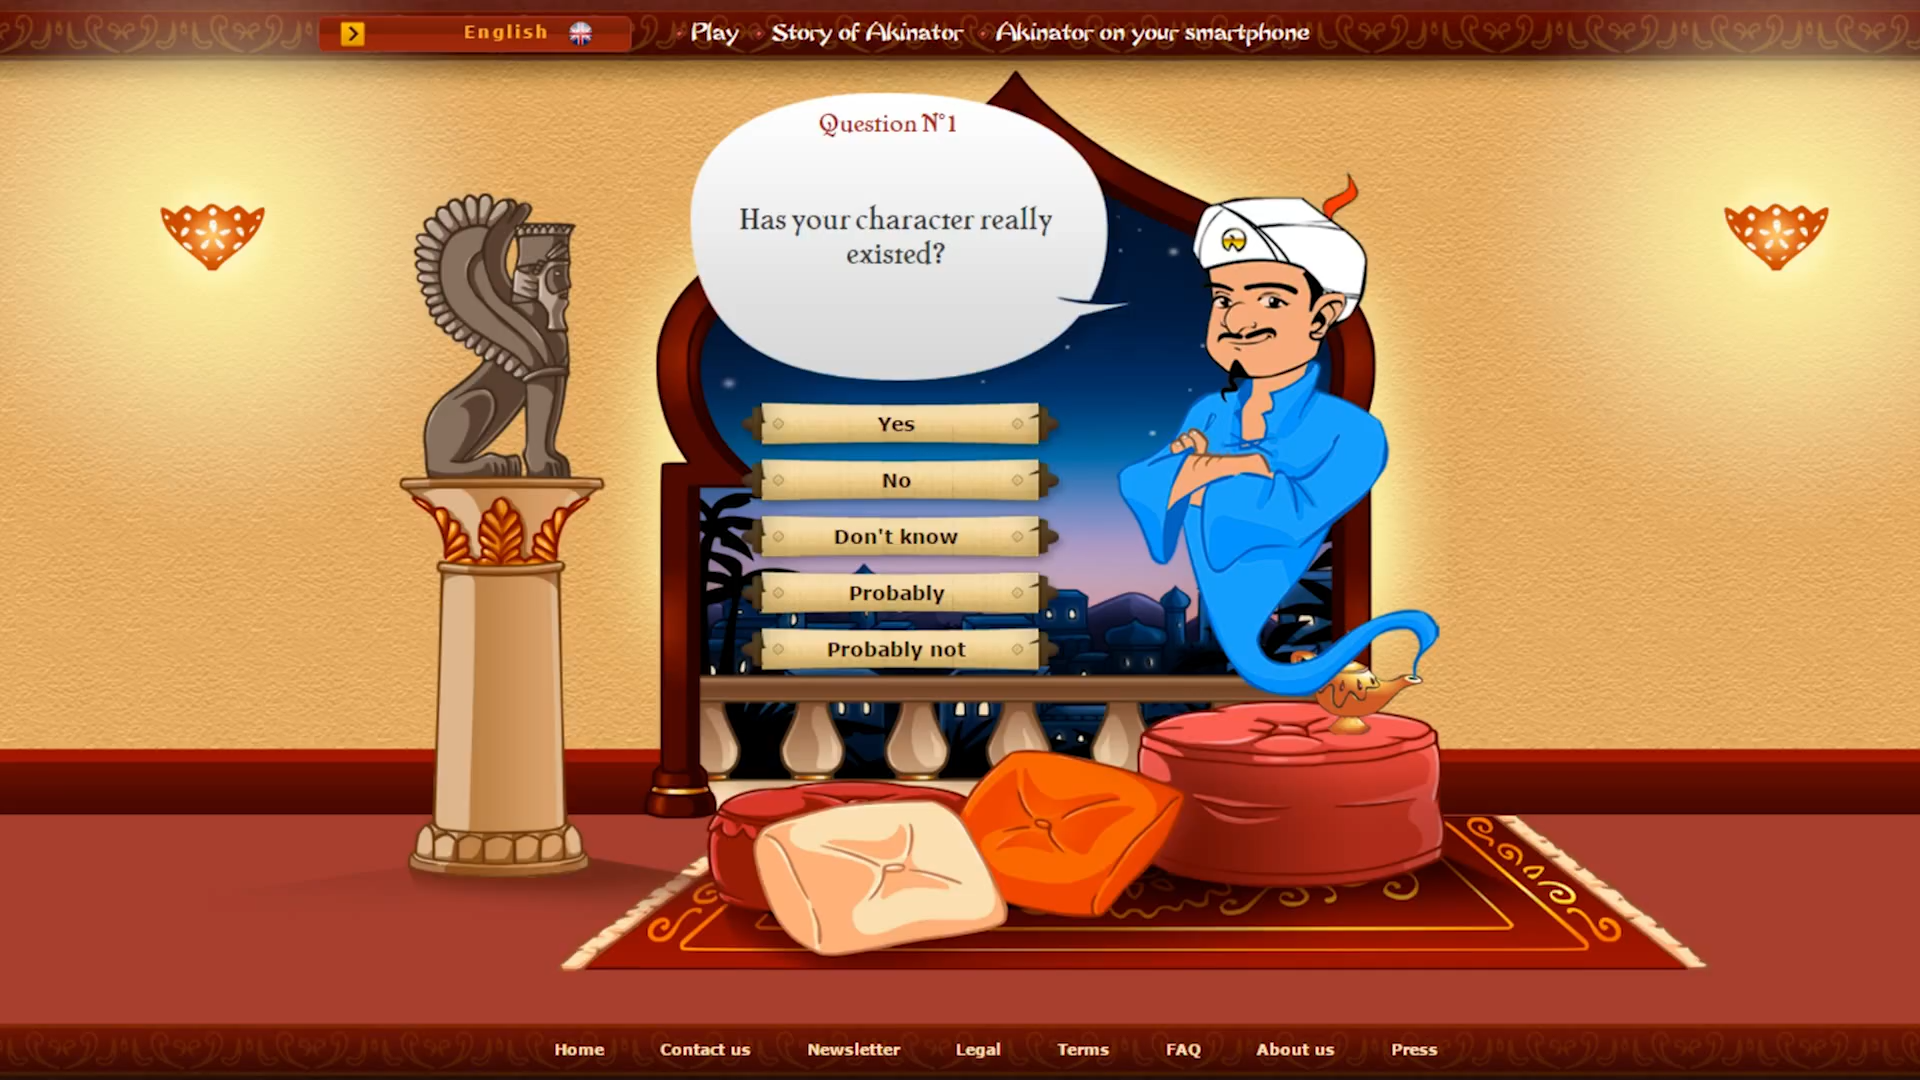 English
Play
Story of Akinator
Akinator on your smartphone
Question N°1
Has your character really
existed?
Yes
No
Don't know
Probably
Probably not
Home
Contact us
Newsletter
Legal
Terms
FAQ
About us
Press